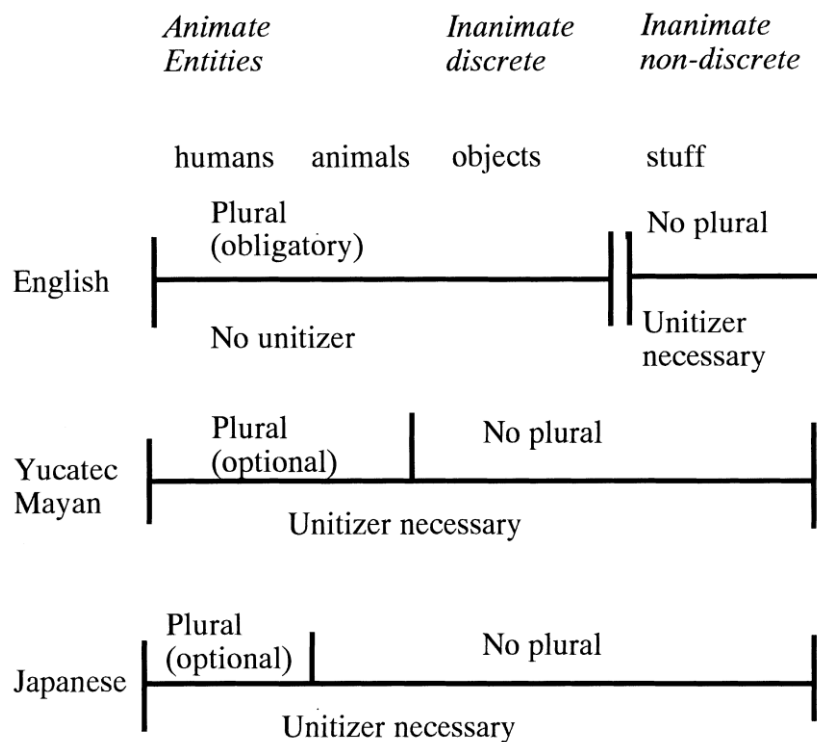 Animate Inanimate Inanimate
Entities discrete non-discrete
humans animals objects stuff
Plural
(obligatory) No plural
English
No unitizer Unitizer
necessary
Plural No plural
(optional)
Yucatec
Mayan
Unitizer necessary
Plural No plural
(optional)
Japanese
Unitizer necessary